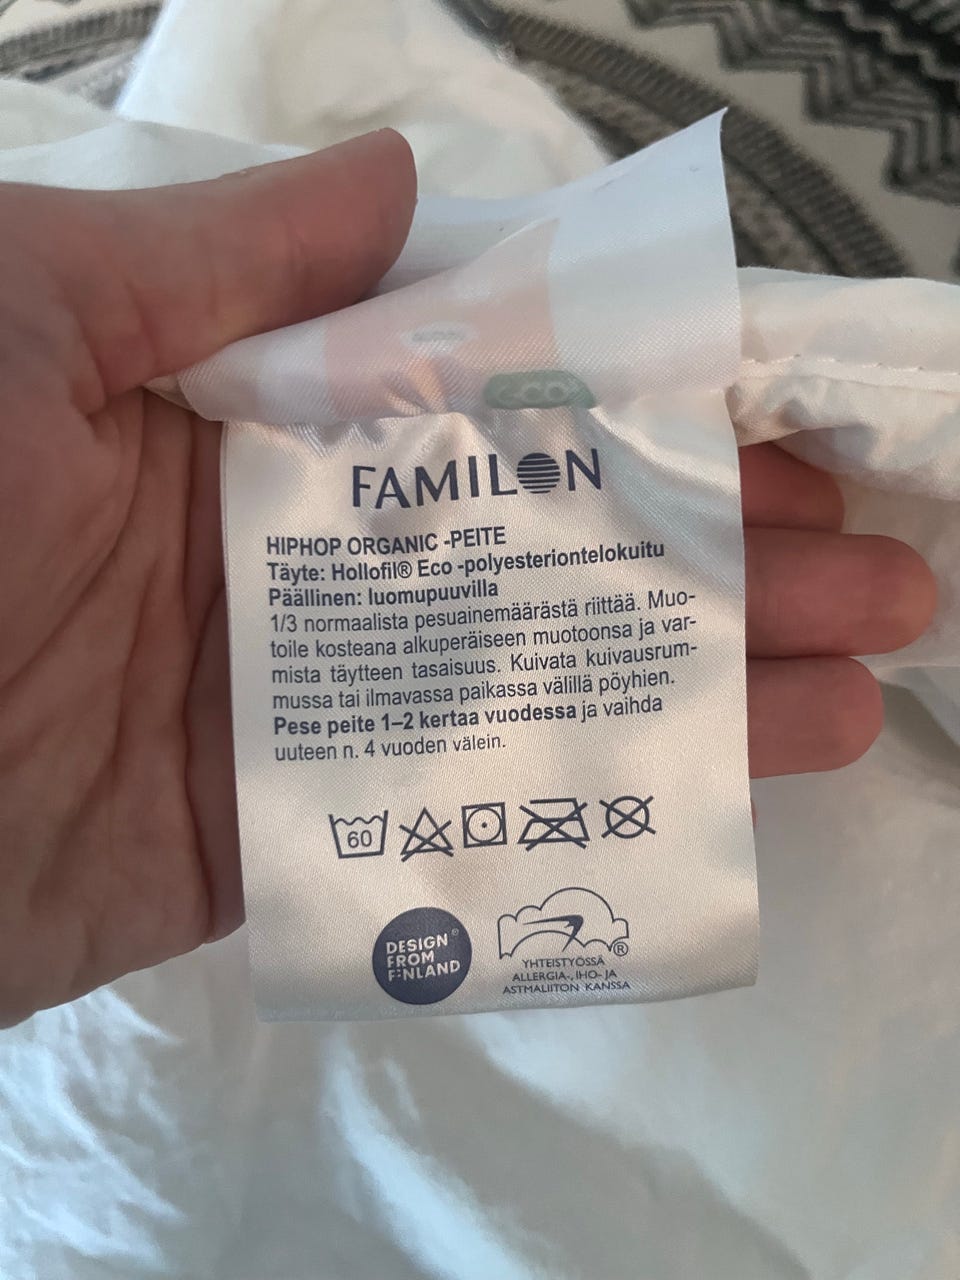 eco
FAMILON
HIPHOP ORGANIC -PEITE
Täyte: Hollofil® Eco -polyesteriontelokuitu
Päällinen: luomupuuvilla
1/3 normaalista pesuainemäärästä riittää. Muo-
toile kosteana alkuperäiseen muotoonsa ja var-
mista täytteen tasaisuus. Kuivata kuivausrum-
mussa tai ilmavassa paikassa välillä pöyhien.
Pese peite 1–2 kertaa vuodessa ja vaihda
uuteen n. 4 vuoden välein.
60
DESIGN ®
FROM
FINLAND
®
YHTEISTYÖSSÄ
ALLERGIA-, IHO- JA
ASTMALIITON KANSSA